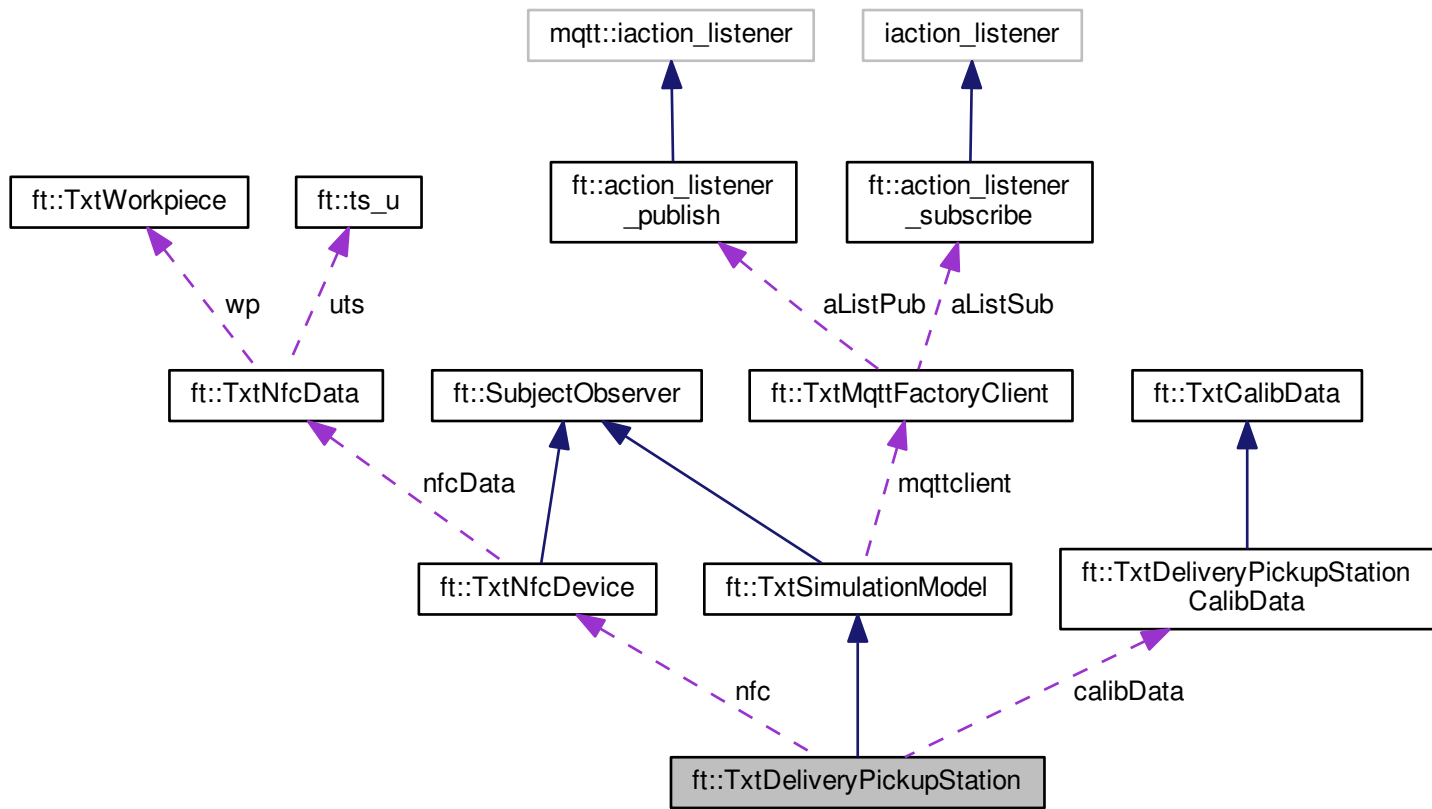 mqtt::iaction_listener
iaction_listener
ft::TxtWorkpiece
ft::ts_u
ft::action_listener
_publish
ft::action_listener
_subscribe
wp
uts
aListPub
aListSub
ft::TxtNfcData
ft::SubjectObserver
ft::TxtMqttFactoryClient
ft::TxtCalibData
nfcData
mqttclient
ft::TxtNfcDevice
ft::TxtSimulationModel
ft::TxtDeliveryPickupStation
CalibData
nfc
calibData
ft::TxtDeliveryPickupStation